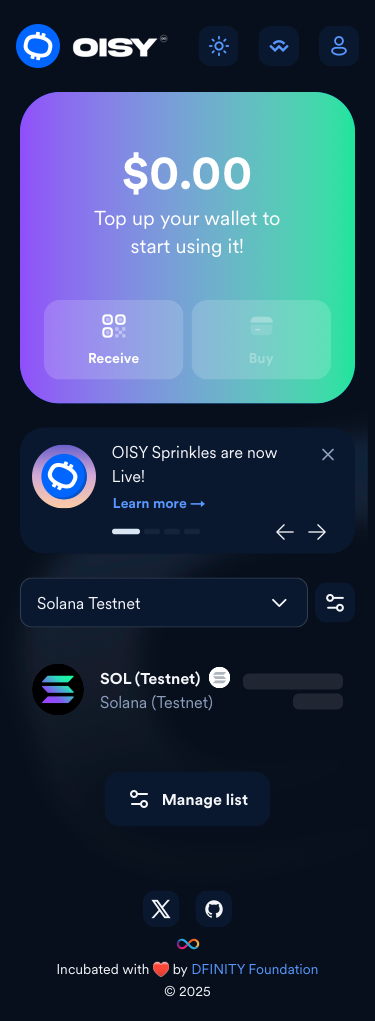 OISY
$0.00
Top up your wallet to
start using it!
Receive
Buy
OISY Sprinkles are now
Live!
Learn more →
Solana Testnet
SOL (Testnet)
Solana (Testnet)
Manage list
Incubated with ❤️ by DFINITY Foundation
© 2025